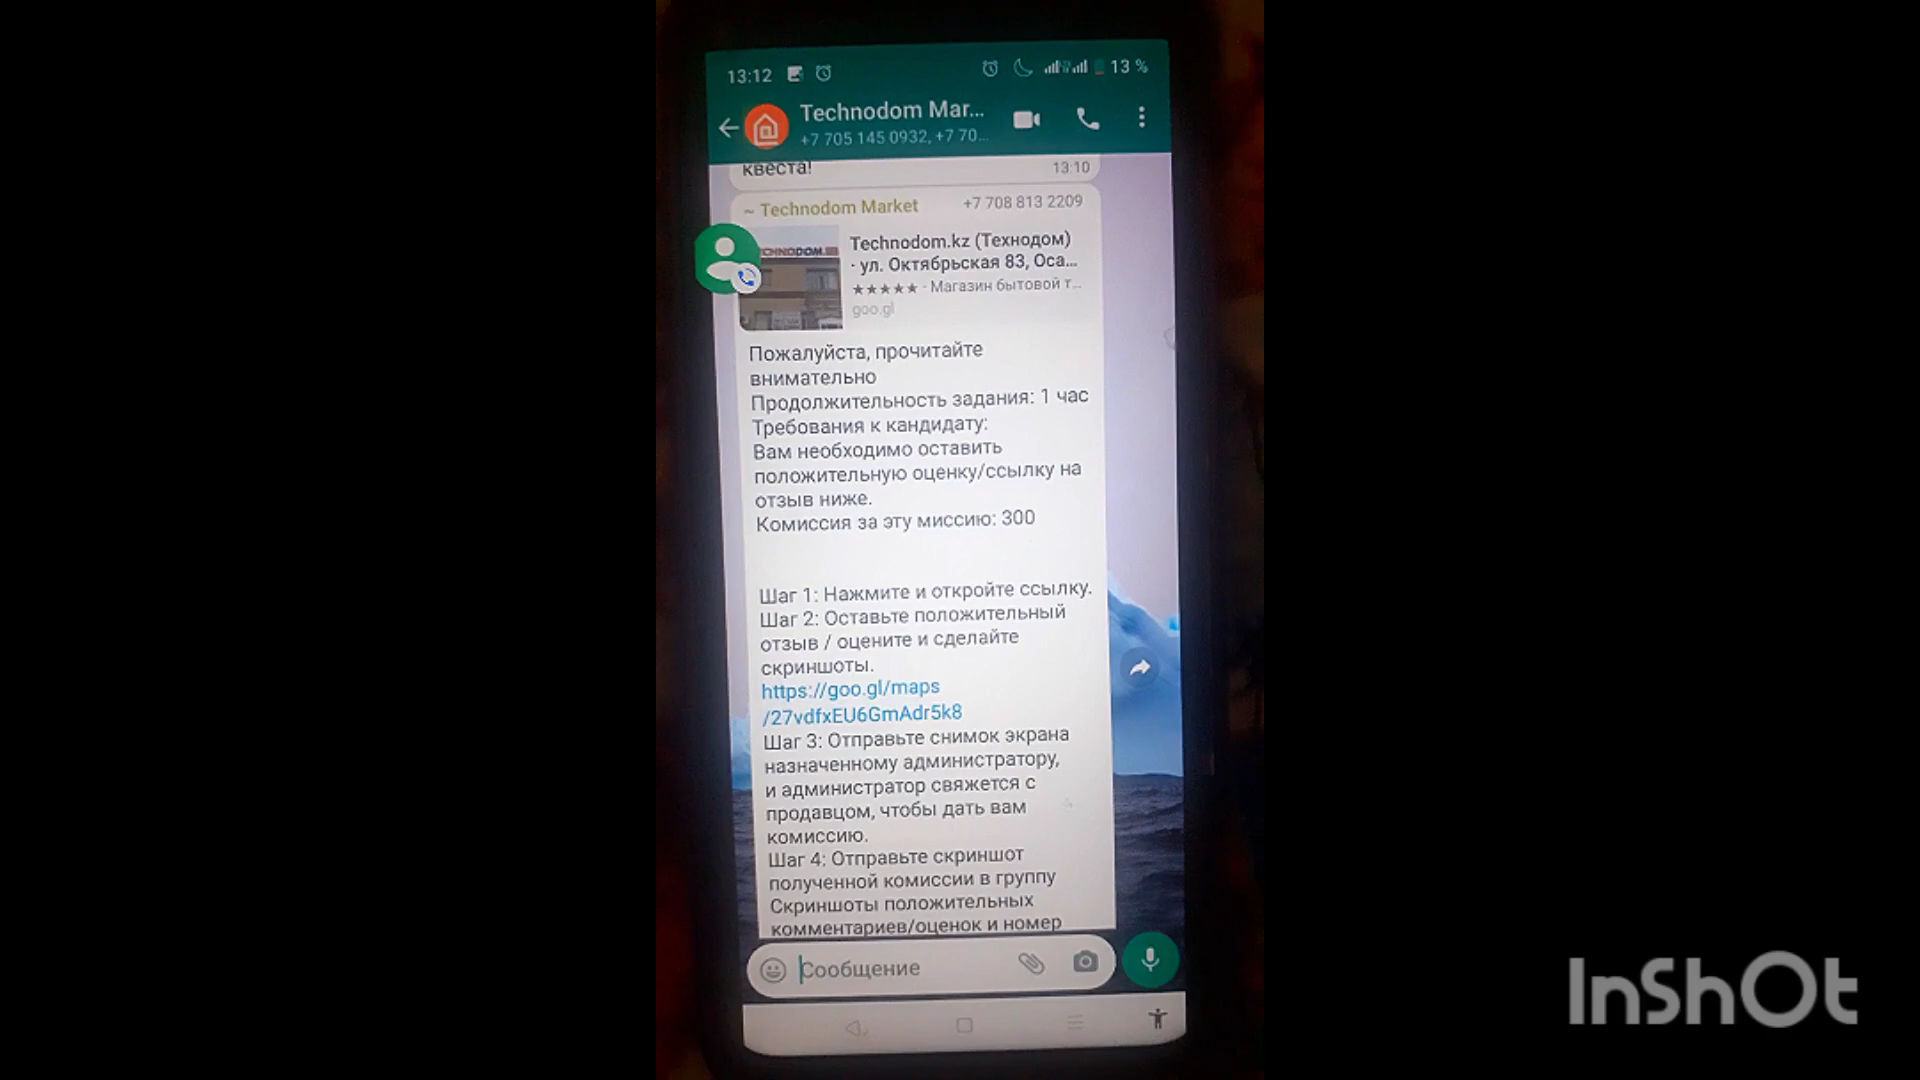 13:12
13 %
Technodom Mar...
+7 705 145 0932, +7 70...
квеста!
13:10
~ Technodom Market
+7 708 813 2209
TECHNODOM
Technodom.kz (Технодом)
· ул. Октябрьская 83, Оса...
★★★★★ · Магазин бытовой т...
goo.gl
Пожалуйста, прочитайте
внимательно
Продолжительность задания: 1 час
Требования к кандидату:
Вам необходимо оставить
положительную оценку/ссылку на
отзыв ниже.
Комиссия за эту миссию: 300
Шаг 1: Нажмите и откройте ссылку.
Шаг 2: Оставьте положительный
отзыв / оцените и сделайте
скриншоты.
https://goo.gl/maps
/27vdfxEU6GmAdr5k8
Шаг 3: Отправьте снимок экрана
назначенному администратору,
и администратор свяжется с
продавцом, чтобы дать вам
комиссию.
Шаг 4: Отправьте скриншот
полученной комиссии в группу
Скриншоты положительных
комментариев/оценок и номер
Сообщение
InShOt